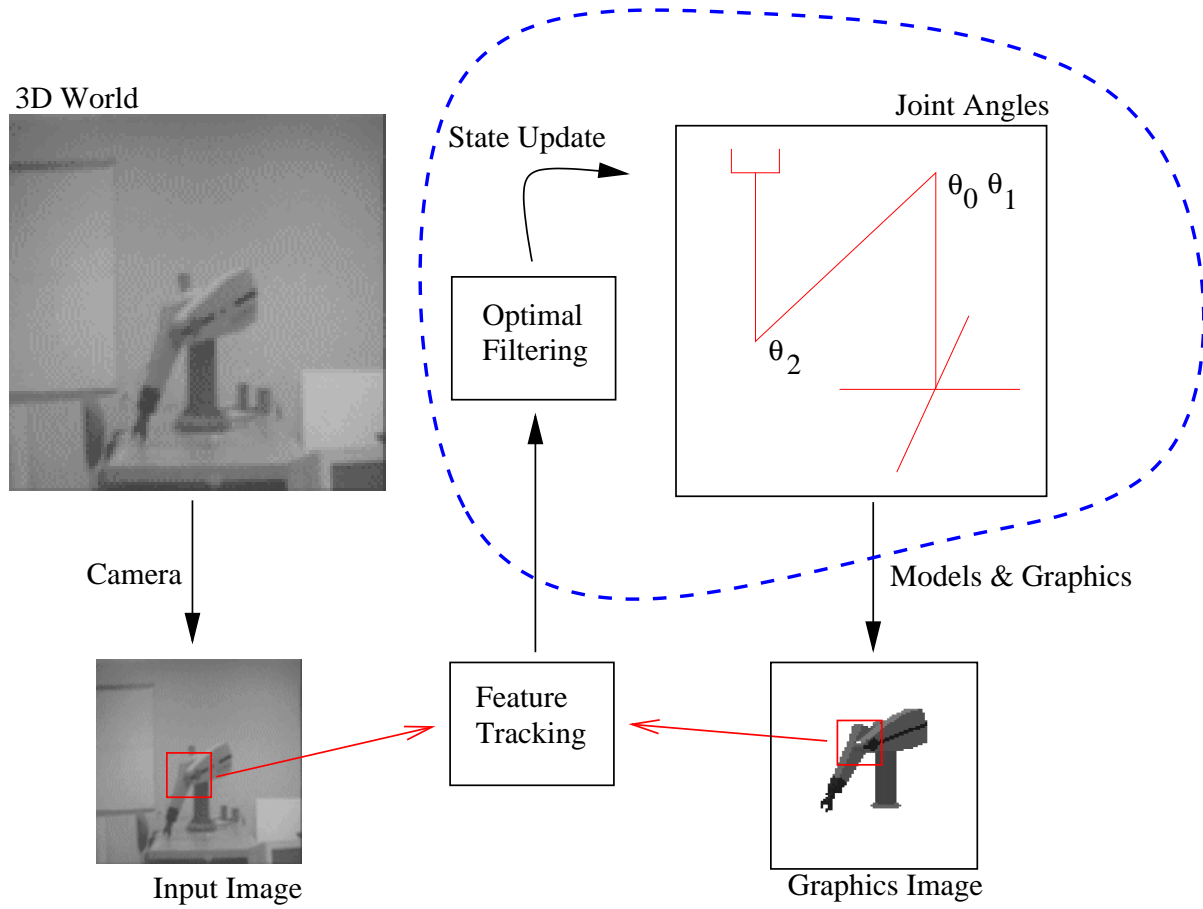 3D World
Joint Angles
State Update
θ0 θ1
Optimal
Filtering
θ2
Camera
Models & Graphics
Feature
Tracking
Input Image
Graphics Image